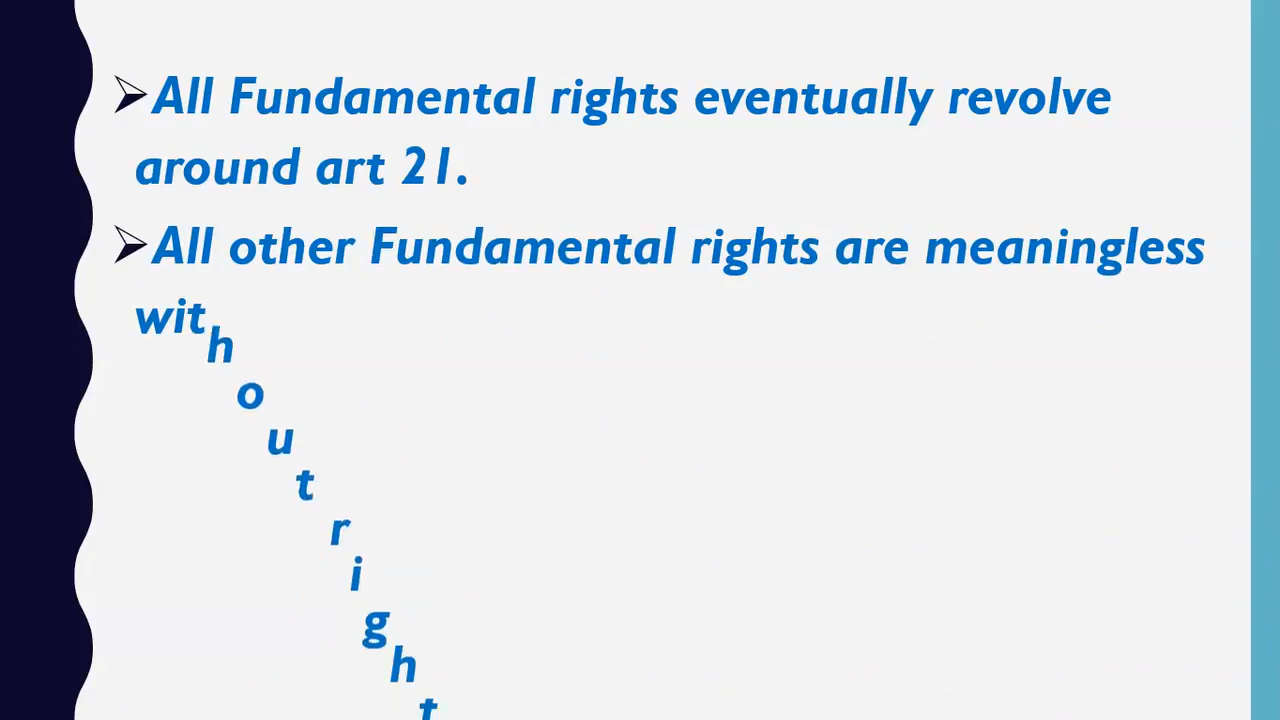 ➢All Fundamental rights eventually revolve
around art 21.
➢All other Fundamental rights are meaningless
without right